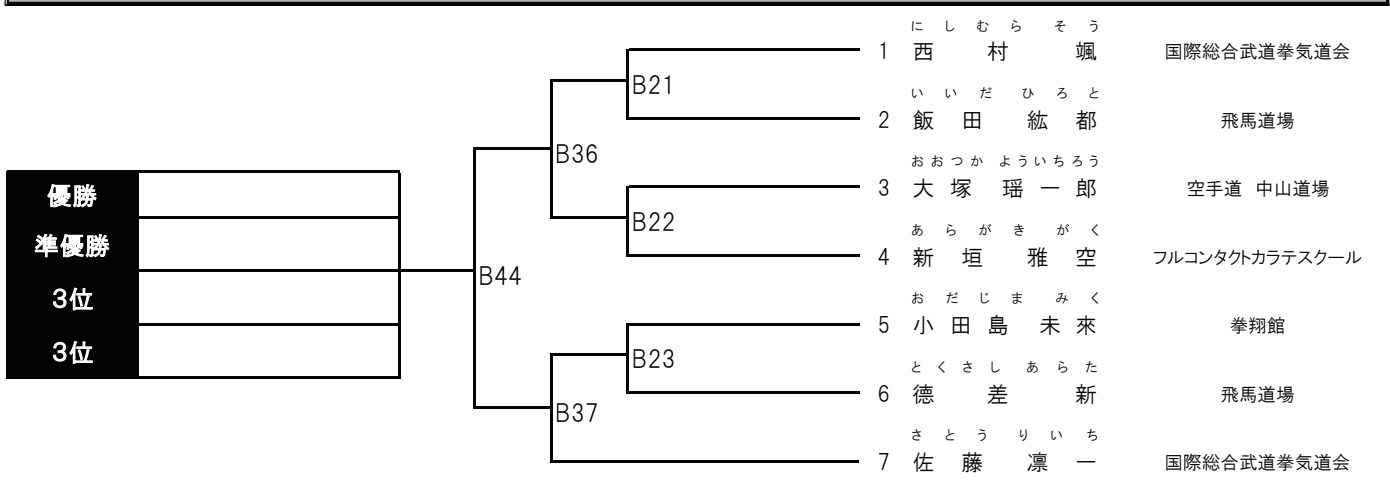 にしむら そう
1 西村 颯 国際総合武道拳気道会
B21
いいだ ひろと
2 飯田 紘都 飛馬道場
B36
おおつか よういちろう
3 大塚 瑶一郎 空手道 中山道場
優勝
B22
あらがき がく
準優勝
4 新垣 雅空 フルコンタクトカラテスクール
B44
3位
おだじま みく
5 小田島 未來 拳翔館
3位
B23
とくさし あらた
6 德差 新 飛馬道場
B37
さとう りいち
7 佐藤 凛一 国際総合武道拳気道会